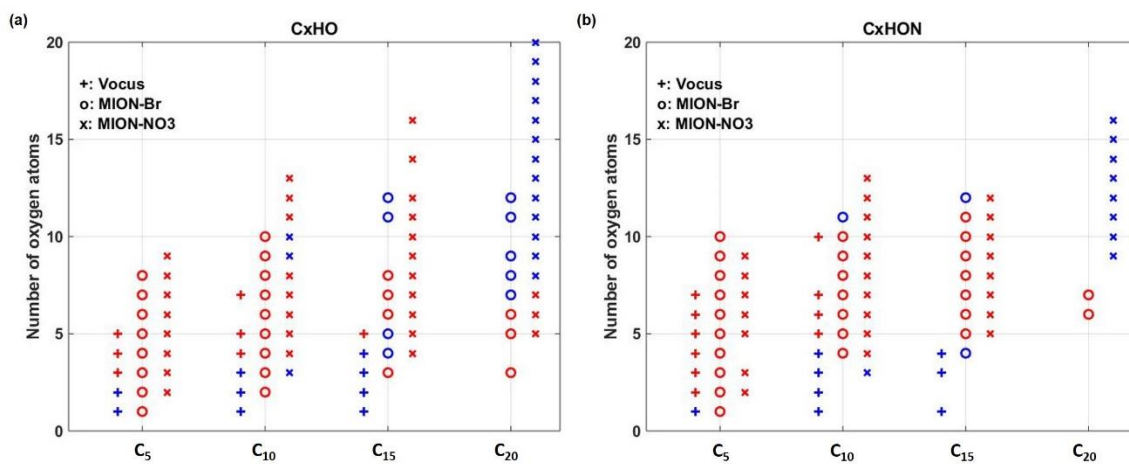 (a)
CxHO
20
15
10
5
0
Number of oxygen atoms
+: Vocus
o: MION-Br
x: MION-NO3
C5
C10
C15
C20
(b)
CxHON
20
15
10
5
0
Number of oxygen atoms
+: Vocus
o: MION-Br
x: MION-NO3
C5
C10
C15
C20